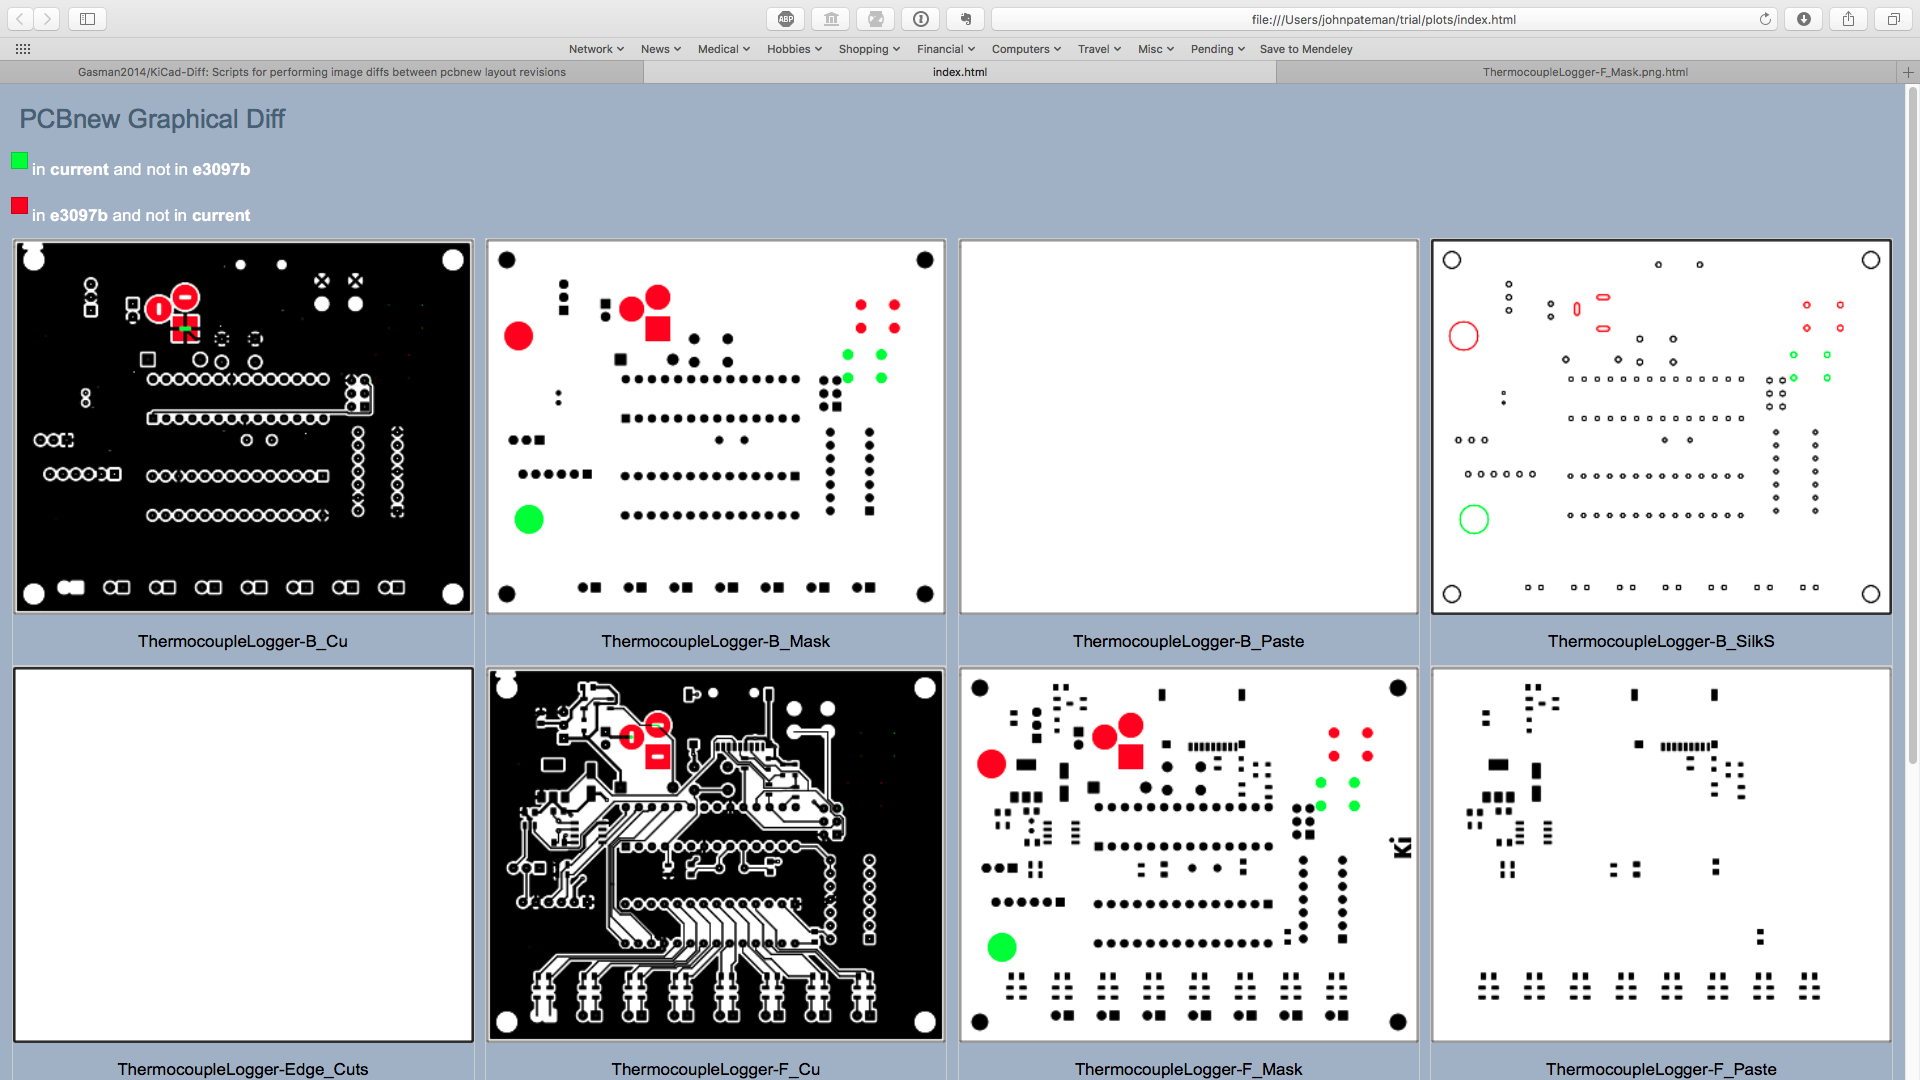 file:///Users/johnpateman/trial/plots/index.html
ABP
Network
News
Medical
Hobbies
Shopping
Financial
Computers
Travel
Misc
Pending
Save to Mendeley
Gasman2014/KiCad-Diff: Scripts for performing image diffs between pcbnew layout revisions
index.html
ThermocoupleLogger-F_Mask.png.html
PCBnew Graphical Diff
in current and not in e3097b
in e3097b and not in current
ThermocoupleLogger-B_Cu
ThermocoupleLogger-B_Mask
ThermocoupleLogger-B_Paste
ThermocoupleLogger-B_SilkS
Ki
ThermocoupleLogger-Edge_Cuts
ThermocoupleLogger-F_Cu
ThermocoupleLogger-F_Mask
ThermocoupleLogger-F_Paste